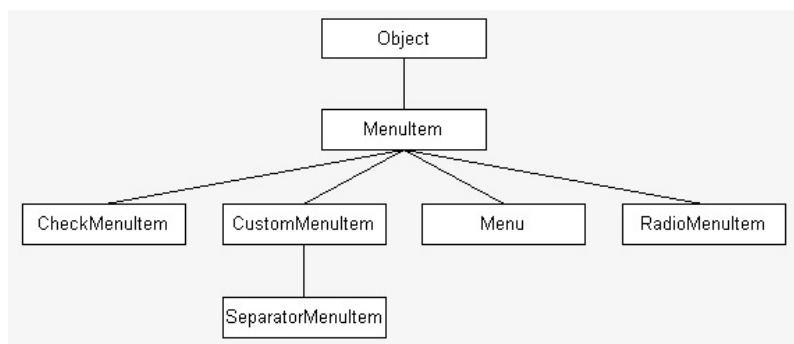 Object
MenuItem
CheckMenuItem
CustomMenuItem
Menu
RadioMenuItem
SeparatorMenuItem